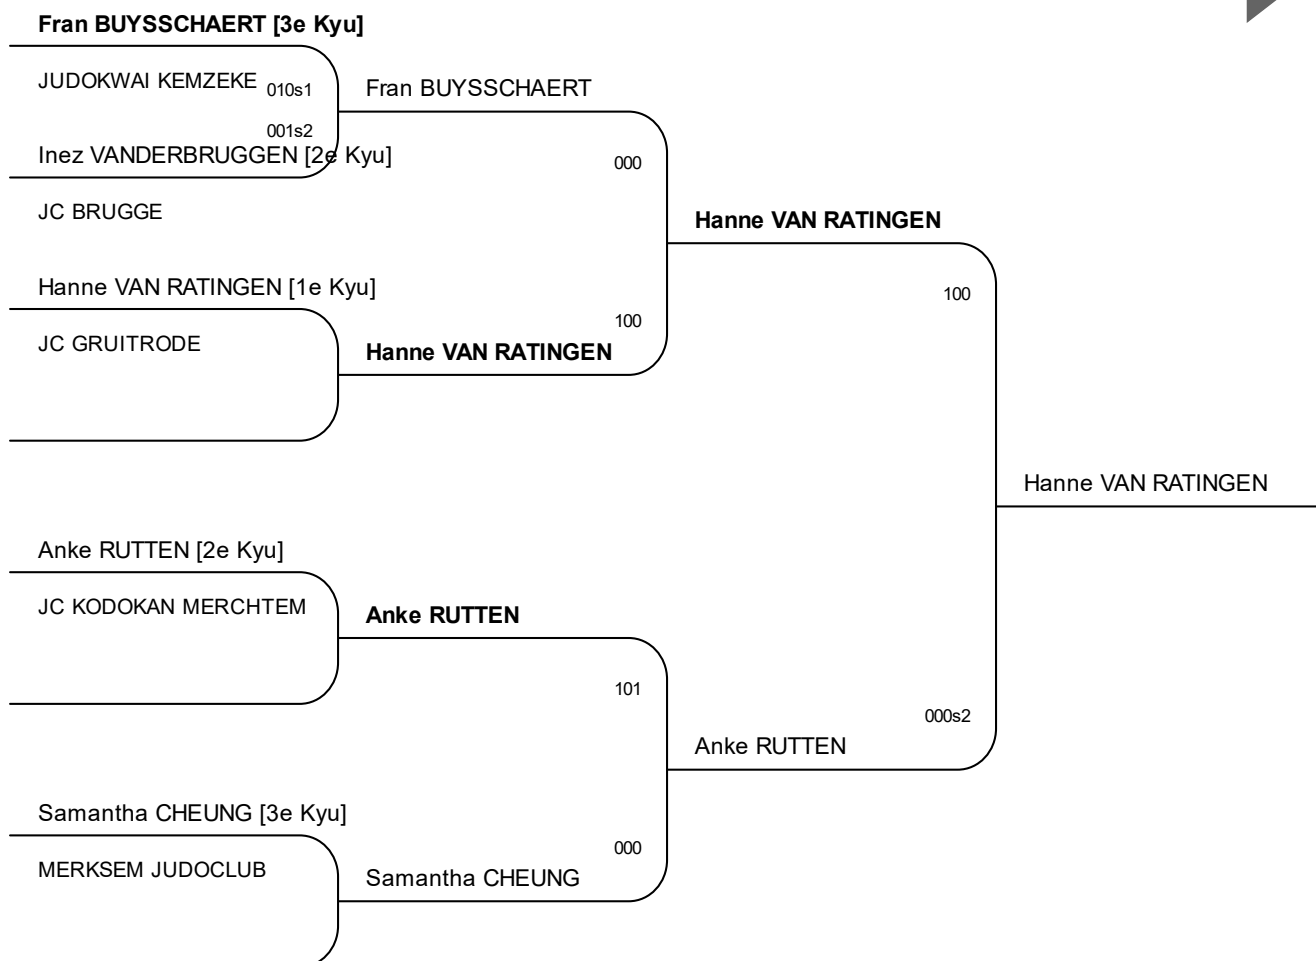 Fran BUYSSCHAERT [3e Kyu]
JUDOKWAI KEMZEKE 010s1
Fran BUYSSCHAERT
001s2
Inez VANDERBRUGGEN [2e Kyu]
000
JC BRUGGE
Hanne VAN RATINGEN
Hanne VAN RATINGEN [1e Kyu]
100
100
JC GRUITRODE
Hanne VAN RATINGEN
Hanne VAN RATINGEN
Anke RUTTEN [2e Kyu]
JC KODOKAN MERCHTEM
Anke RUTTEN
101
000s2
Anke RUTTEN
Samantha CHEUNG [3e Kyu]
000
MERKSEM JUDOCLUB
Samantha CHEUNG